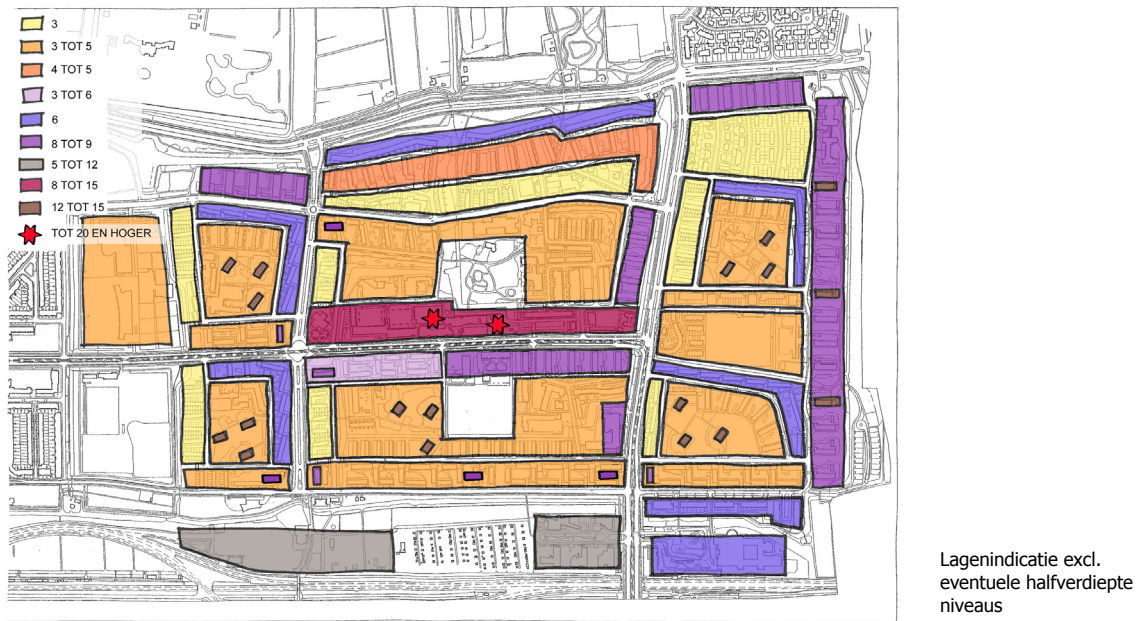 3
3 TOT 5
4 TOT 5
3 TOT 6
6
8 TOT 9
5 TOT 12
8 TOT 15
12 TOT 15
TOT 20 EN HOGER
Lagenindicatie excl.
eventuele halfverdiepte
niveaus